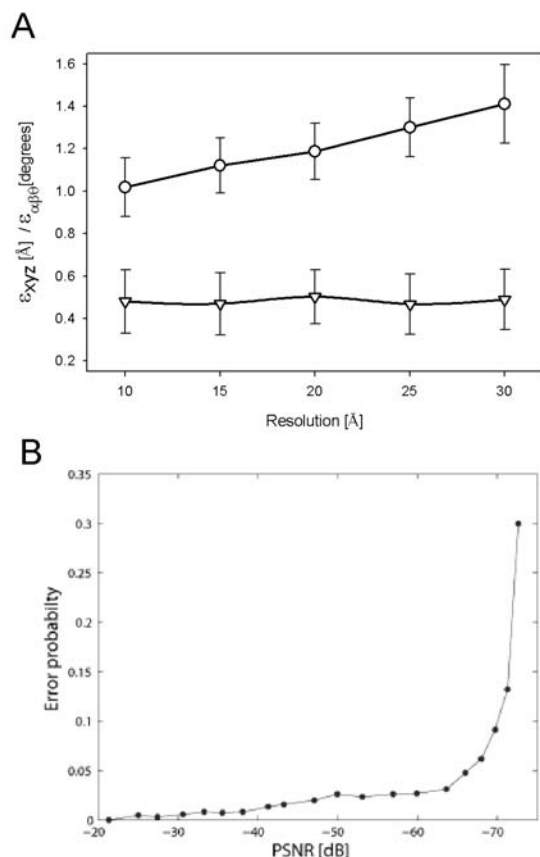 A
εxyz [Å] / εαβθ[degrees]
1.6
1.4
1.2
1.0
0.8
0.6
0.4
0.2
10 15 20 25 30
Resolution [Å]
B
Error probabilty
0.35
0.3
0.25
0.2
0.15
0.1
0.05
0
−20 −30 −40 −50 −60 −70
PSNR [dB]